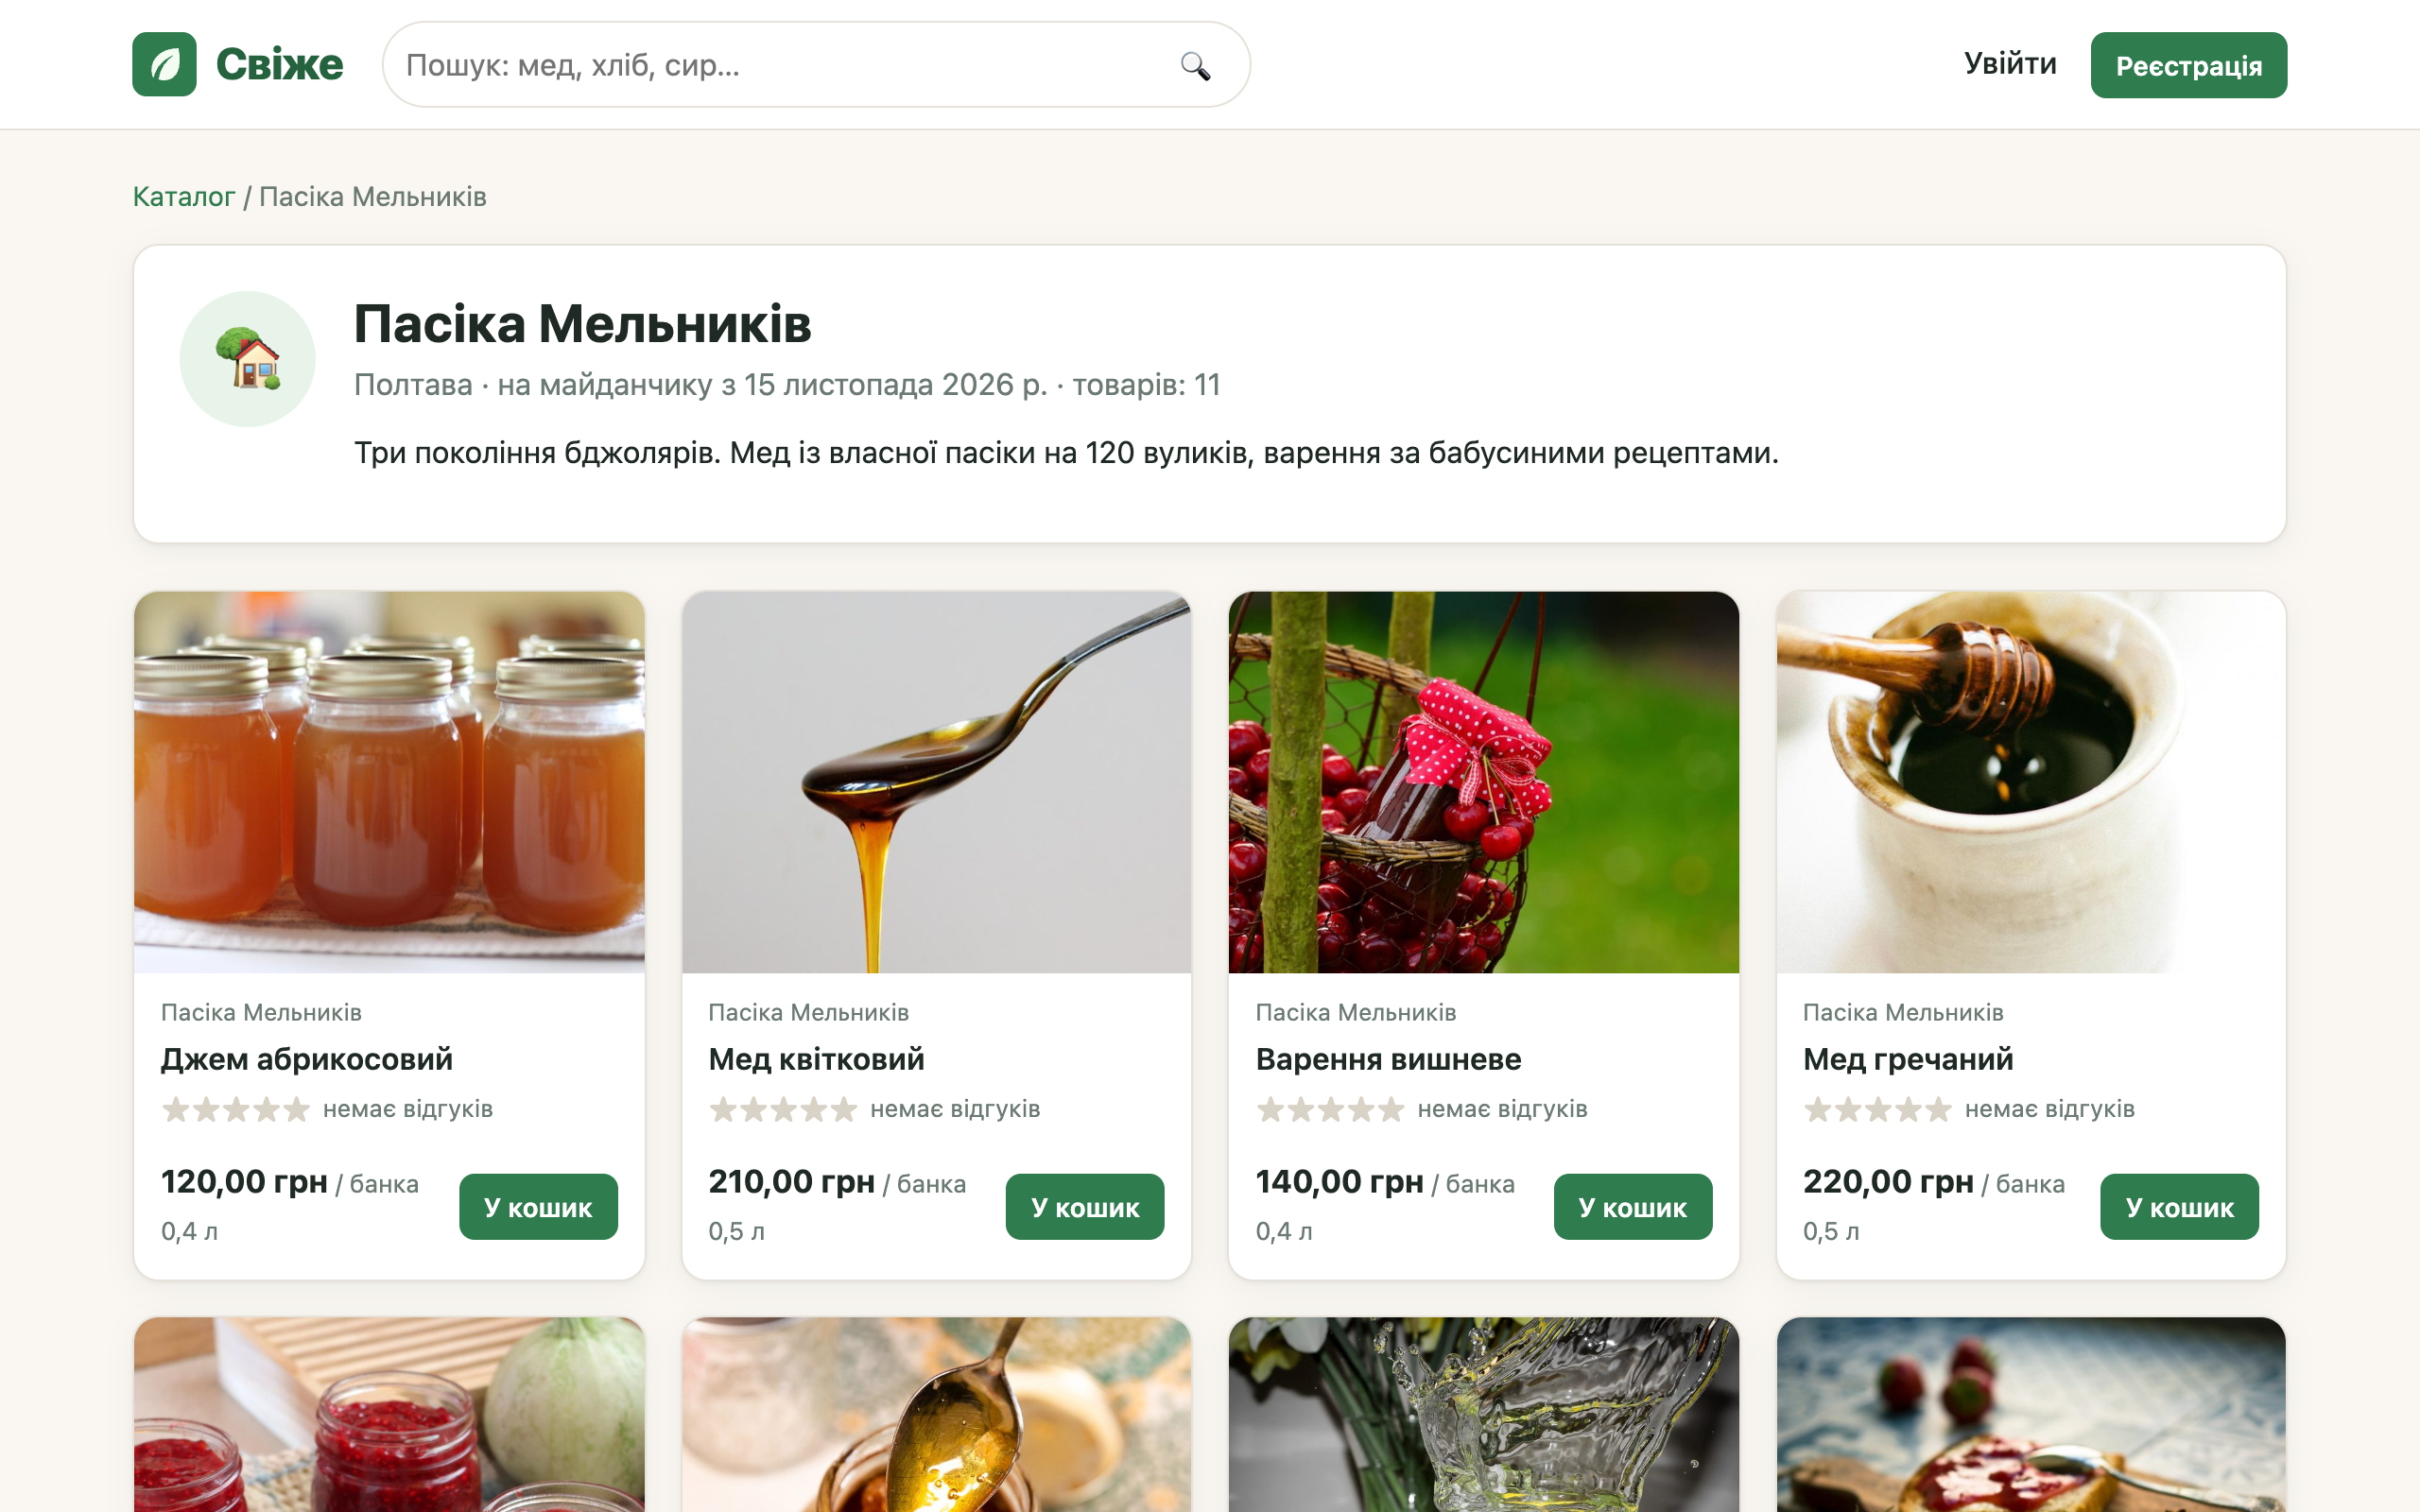 Свіже
Пошук: мед, хліб, сир...
Увійти
Реєстрація
Каталог / Пасіка Мельників
Пасіка Мельників
Полтава · на майданчику з 15 листопада 2026 р. · товарів: 11
Три покоління бджолярів. Мед із власної пасіки на 120 вуликів, варення за бабусиними рецептами.
Пасіка Мельників
Джем абрикосовий
немає відгуків
120,00 грн / банка
0,4 л
У кошик
Пасіка Мельників
Мед квітковий
немає відгуків
210,00 грн / банка
0,5 л
У кошик
Пасіка Мельників
Варення вишневе
немає відгуків
140,00 грн / банка
0,4 л
У кошик
Пасіка Мельників
Мед гречаний
немає відгуків
220,00 грн / банка
0,5 л
У кошик